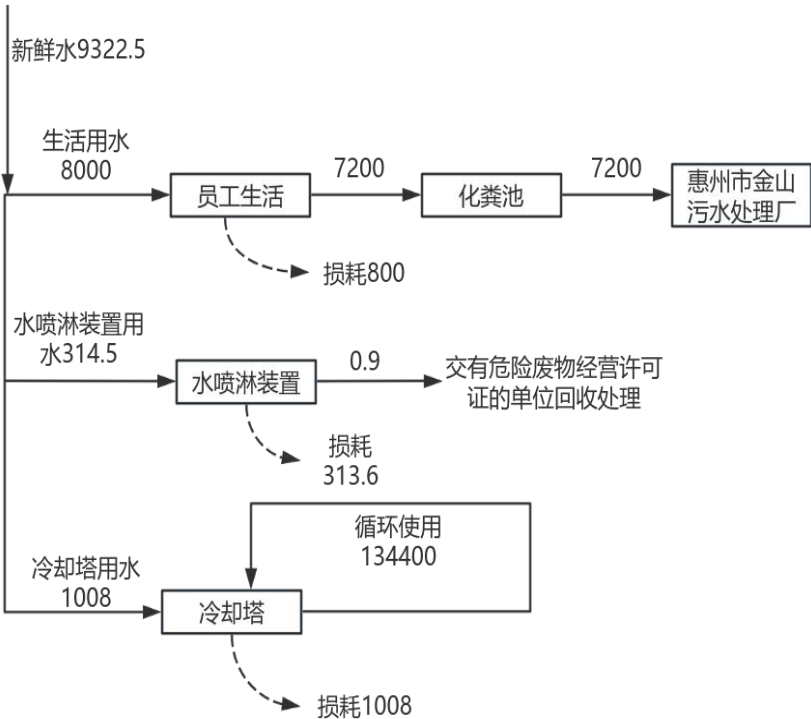 新鲜水9322.5
生活用水
8000
员工生活
7200
化粪池
7200
惠州市金山
污水处理厂
损耗800
水喷淋装置用
水314.5
水喷淋装置
0.9
交有危险废物经营许可
证的单位回收处理
损耗
313.6
循环使用
134400
冷却塔用水
1008
冷却塔
损耗1008